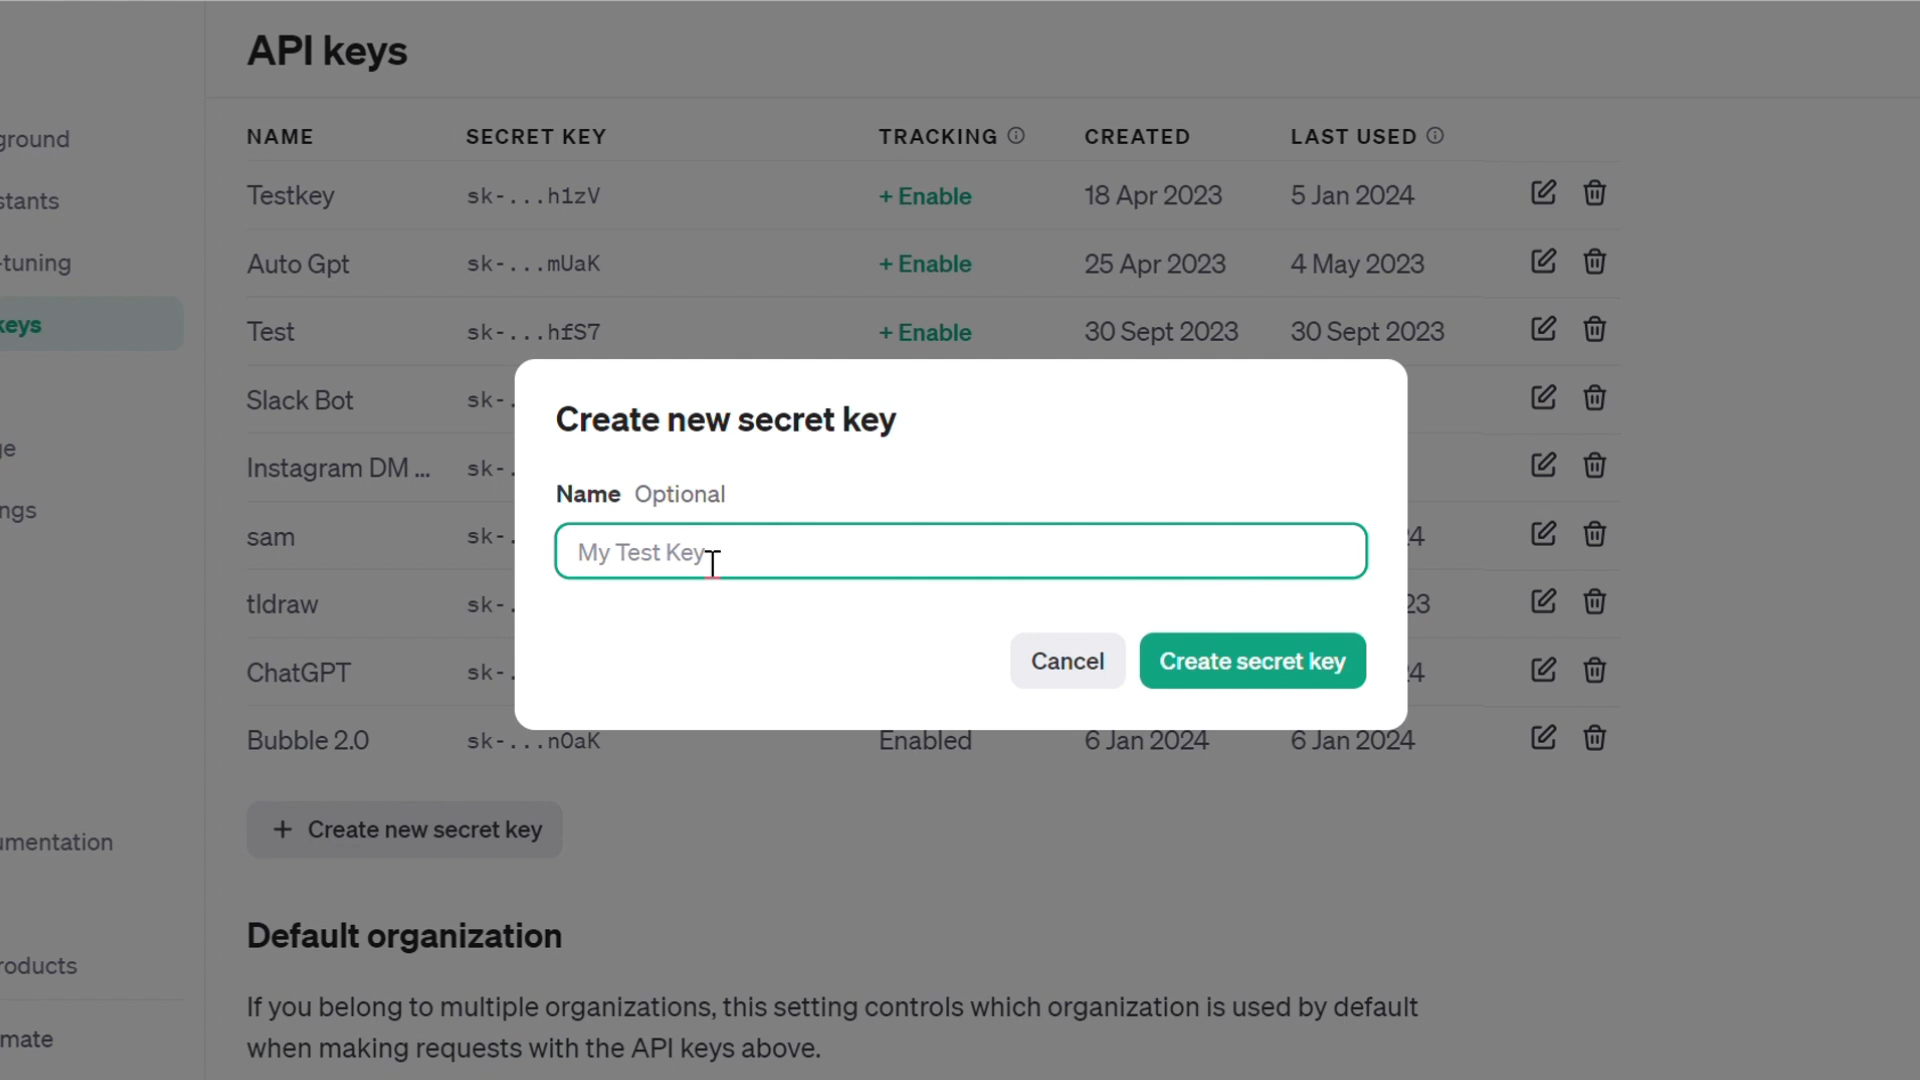 API keys
ground
stants
-tuning
keys
ge
ngs
umentation
roducts
mate
NAME SECRET KEY TRACKING CREATED LAST USED
Testkey sk-...h1zV + Enable 18 Apr 2023 5 Jan 2024
Auto Gpt sk-...mUaK + Enable 25 Apr 2023 4 May 2023
Test sk-...hfS7 + Enable 30 Sept 2023 30 Sept 2023
Slack Bot sk-.
Instagram DM ... sk-.
sam sk-. 24
tldraw sk-. 23
ChatGPT sk-. 24
Bubble 2.0 sk-...n0aK Enabled 6 Jan 2024 6 Jan 2024
Create new secret key
Name Optional
My Test Key
Cancel Create secret key
+ Create new secret key
Default organization
If you belong to multiple organizations, this setting controls which organization is used by default
when making requests with the API keys above.